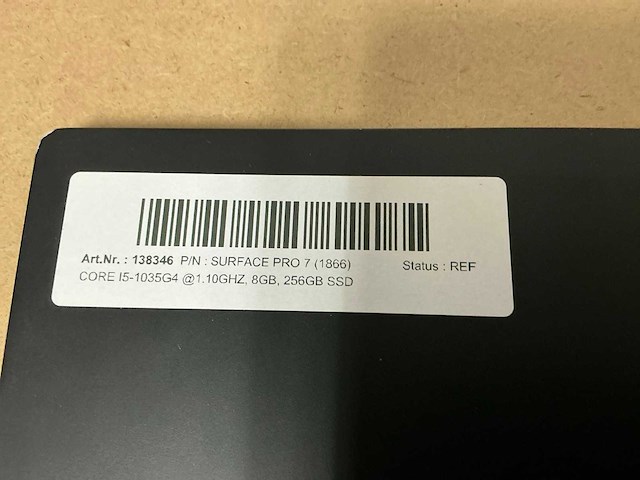 Art.Nr. : 138346 P/N : SURFACE PRO 7 (1866) Status : REF
CORE I5-1035G4 @1.10GHZ, 8GB, 256GB SSD